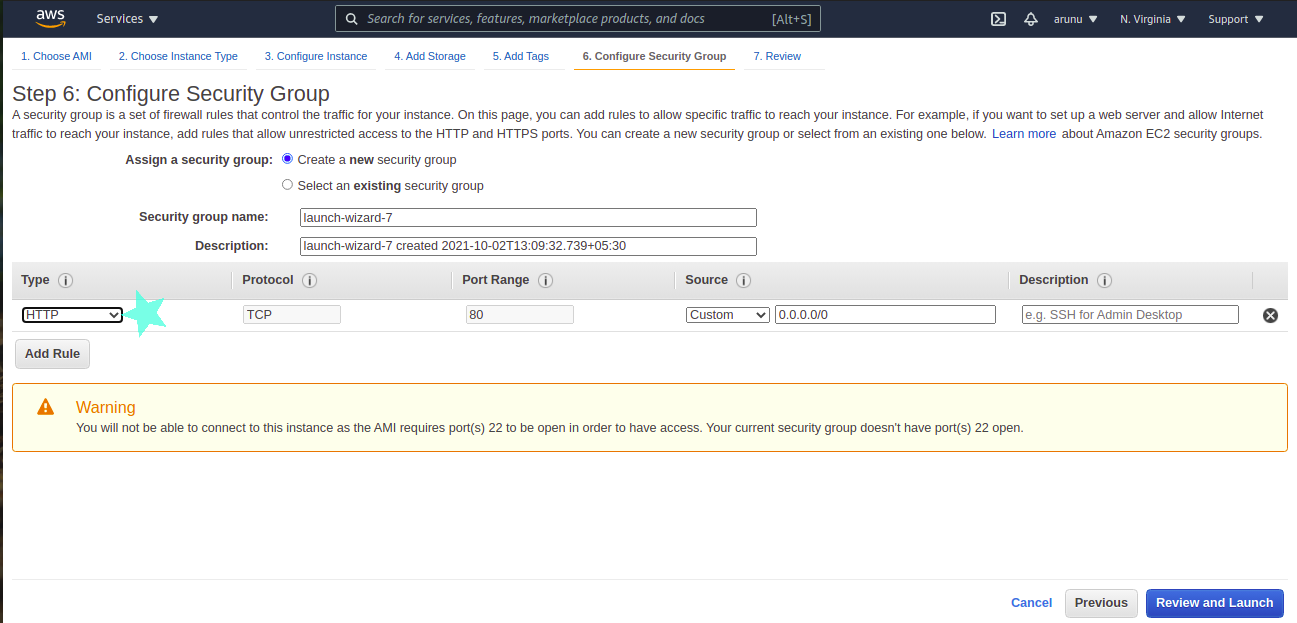 aws Services Search for services, features, marketplace products, and docs [Alt+S] arunu N. Virginia Support
1. Choose AMI 2. Choose Instance Type 3. Configure Instance 4. Add Storage 5. Add Tags 6. Configure Security Group 7. Review
Step 6: Configure Security Group
A security group is a set of firewall rules that control the traffic for your instance. On this page, you can add rules to allow specific traffic to reach your instance. For example, if you want to set up a web server and allow Internet
traffic to reach your instance, add rules that allow unrestricted access to the HTTP and HTTPS ports. You can create a new security group or select from an existing one below. Learn more about Amazon EC2 security groups.
Assign a security group: Create a new security group
Select an existing security group
Security group name: launch-wizard-7
Description: launch-wizard-7 created 2021-10-02T13:09:32.739+05:30
Type i Protocol i Port Range i Source i Description i
HTTP TCP 80 Custom 0.0.0.0/0 e.g. SSH for Admin Desktop
Add Rule
Warning
You will not be able to connect to this instance as the AMI requires port(s) 22 to be open in order to have access. Your current security group doesn't have port(s) 22 open.
Cancel Previous Review and Launch